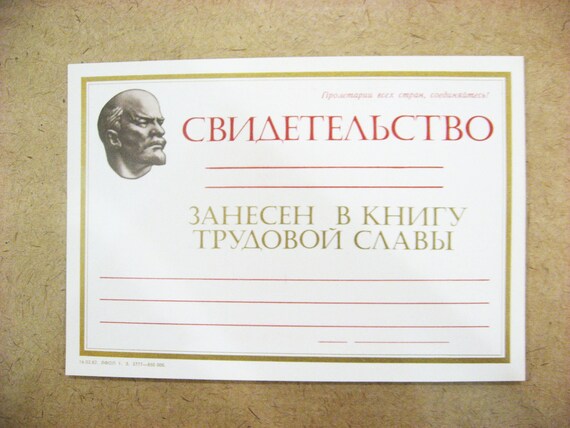 Пролетарии всех стран, соединяйтесь!
СВИДЕТЕЛЬСТВО
ЗАНЕСЕН В КНИГУ
ТРУДОВОЙ СЛАВЫ